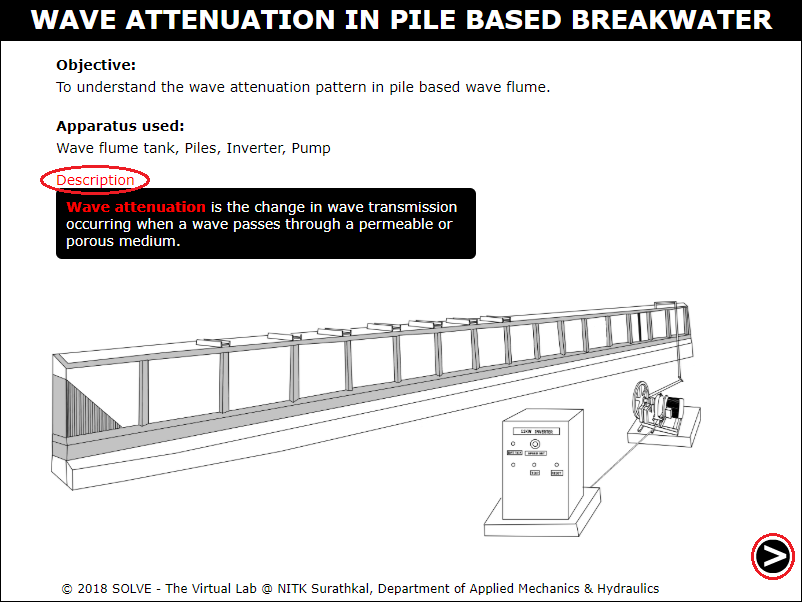 WAVE ATTENUATION IN PILE BASED BREAKWATER
Objective:
To understand the wave attenuation pattern in pile based wave flume.
Apparatus used:
Wave flume tank, Piles, Inverter, Pump
Description
Wave attenuation is the change in wave transmission
occurring when a wave passes through a permeable or
porous medium.
© 2018 SOLVE - The Virtual Lab @ NITK Surathkal, Department of Applied Mechanics & Hydraulics